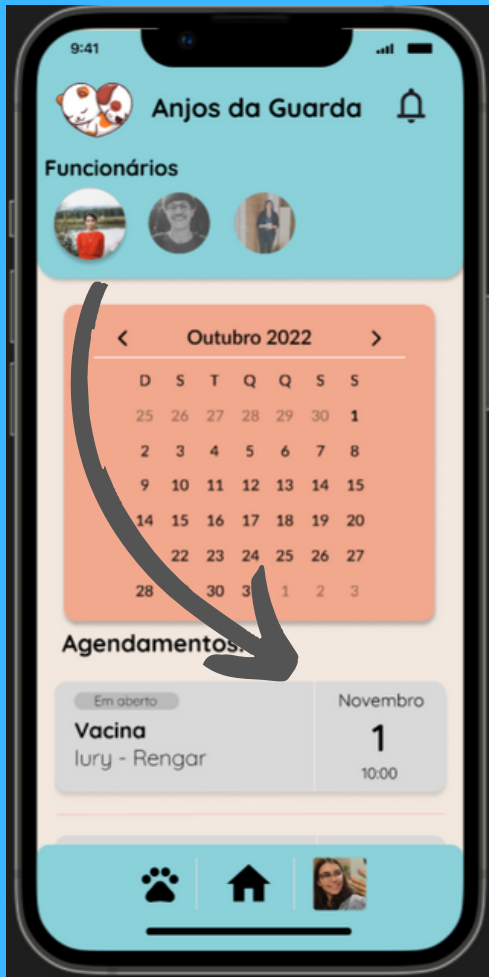 9:41
Anjos da Guarda
Funcionários
Outubro 2022
D S T Q Q S S
25 26 27 28 29 30 1
2 3 4 5 6 7 8
9 10 11 12 13 14 15
14 15 16 17 18 19 20
22 23 24 25 26 27
28 30 1 2 3
Agendamentos
Em aberto
Novembro
Vacina
1
Iury - Rengar
10:00